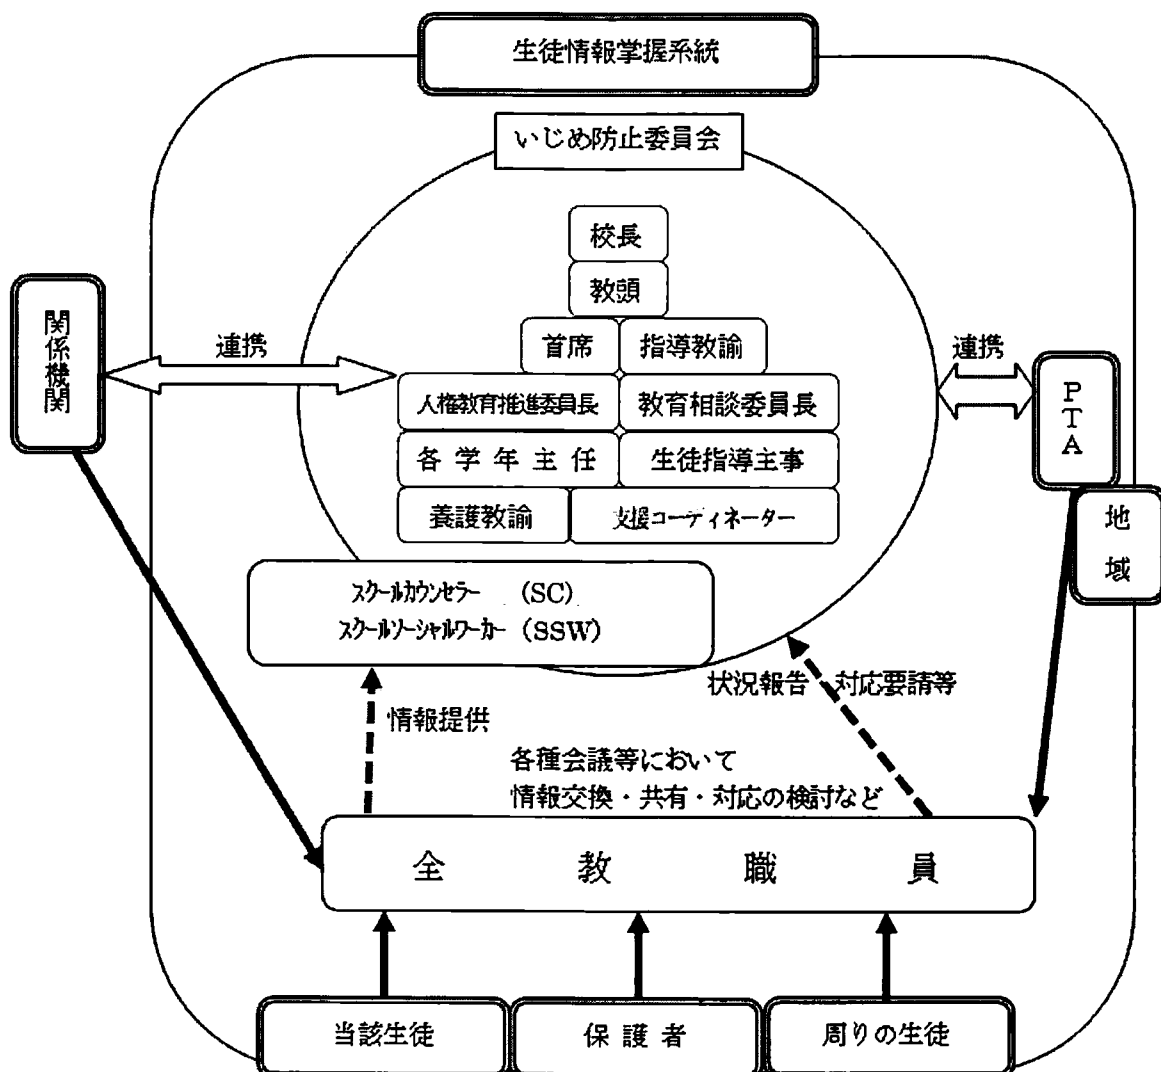 生徒情報掌握系統
いじめ防止委員会
校長
教頭
首席
指導教諭
人権教育推進委員長
教育相談委員長
各学年主任
生徒指導主事
養護教諭
支援コーディネーター
スクールカウンセラー (SC)
スクールソーシャルワーカー (SSW)
関係機関
連携
連携
PTA
地域
情報提供
状況報告 対応要請等
各種会議等において
情報交換・共有・対応の検討など
全教職員
当該生徒
保護者
周りの生徒